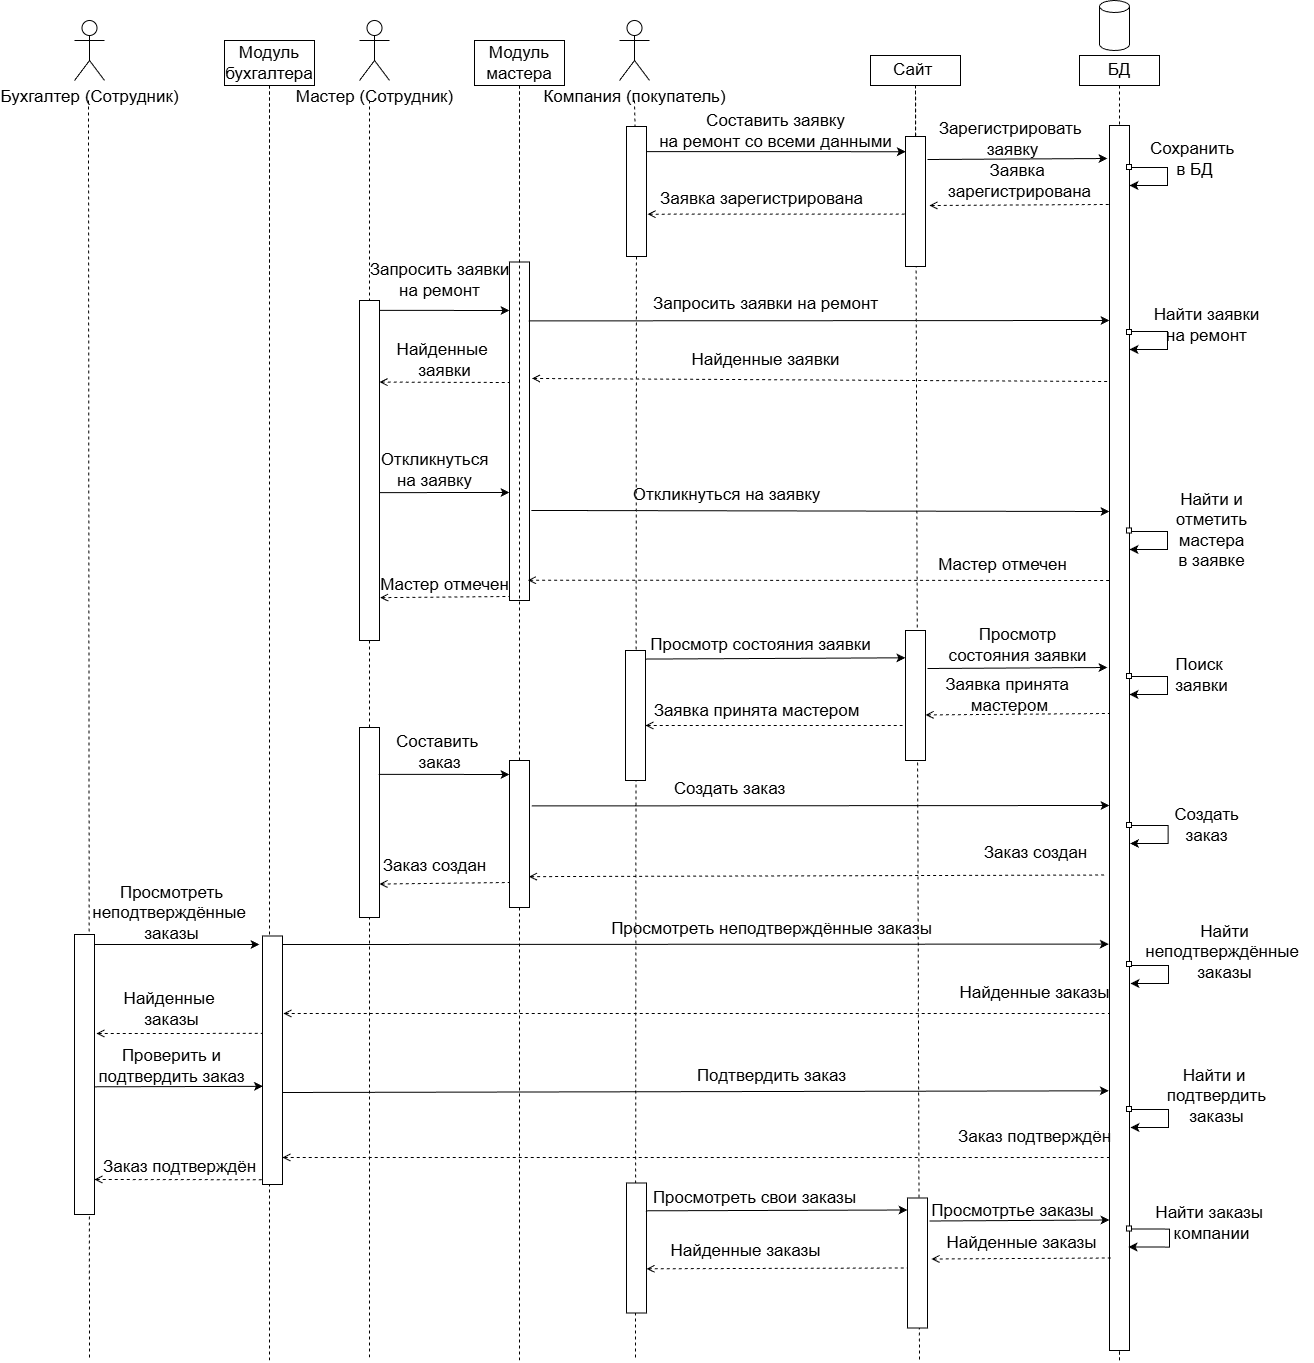 Бухгалтер (Сотрудник)
Модуль
бухгалтера
Мастер (Сотрудник)
Модуль
мастера
Компания (покупатель)
Сайт
БД
Составить заявку
на ремонт со всеми данными
Зарегистрировать
заявку
Сохранить
в БД
Заявка
зарегистрирована
Заявка зарегистрирована
Запросить заявки
на ремонт
Запросить заявки на ремонт
Найти заявки
на ремонт
Найденные
заявки
Найденные заявки
Откликнуться
на заявку
Откликнуться на заявку
Найти и
отметить
мастера
в заявке
Мастер отмечен
Мастер отмечен
Просмотр состояния заявки
Просмотр
состояния заявки
Поиск
заявки
Заявка принята
мастером
Заявка принята мастером
Составить
заказ
Создать заказ
Создать
заказ
Заказ создан
Заказ создан
Просмотреть
неподтверждённые
заказы
Просмотреть неподтверждённые заказы
Найти
неподтверждённые
заказы
Найденные заказы
Найденные
заказы
Проверить и
подтвердить заказ
Подтвердить заказ
Найти и
подтвердить
заказы
Заказ подтверждён
Заказ подтверждён
Просмотреть свои заказы
Просмотртье заказы
Найти заказы
компании
Найденные заказы
Найденные заказы